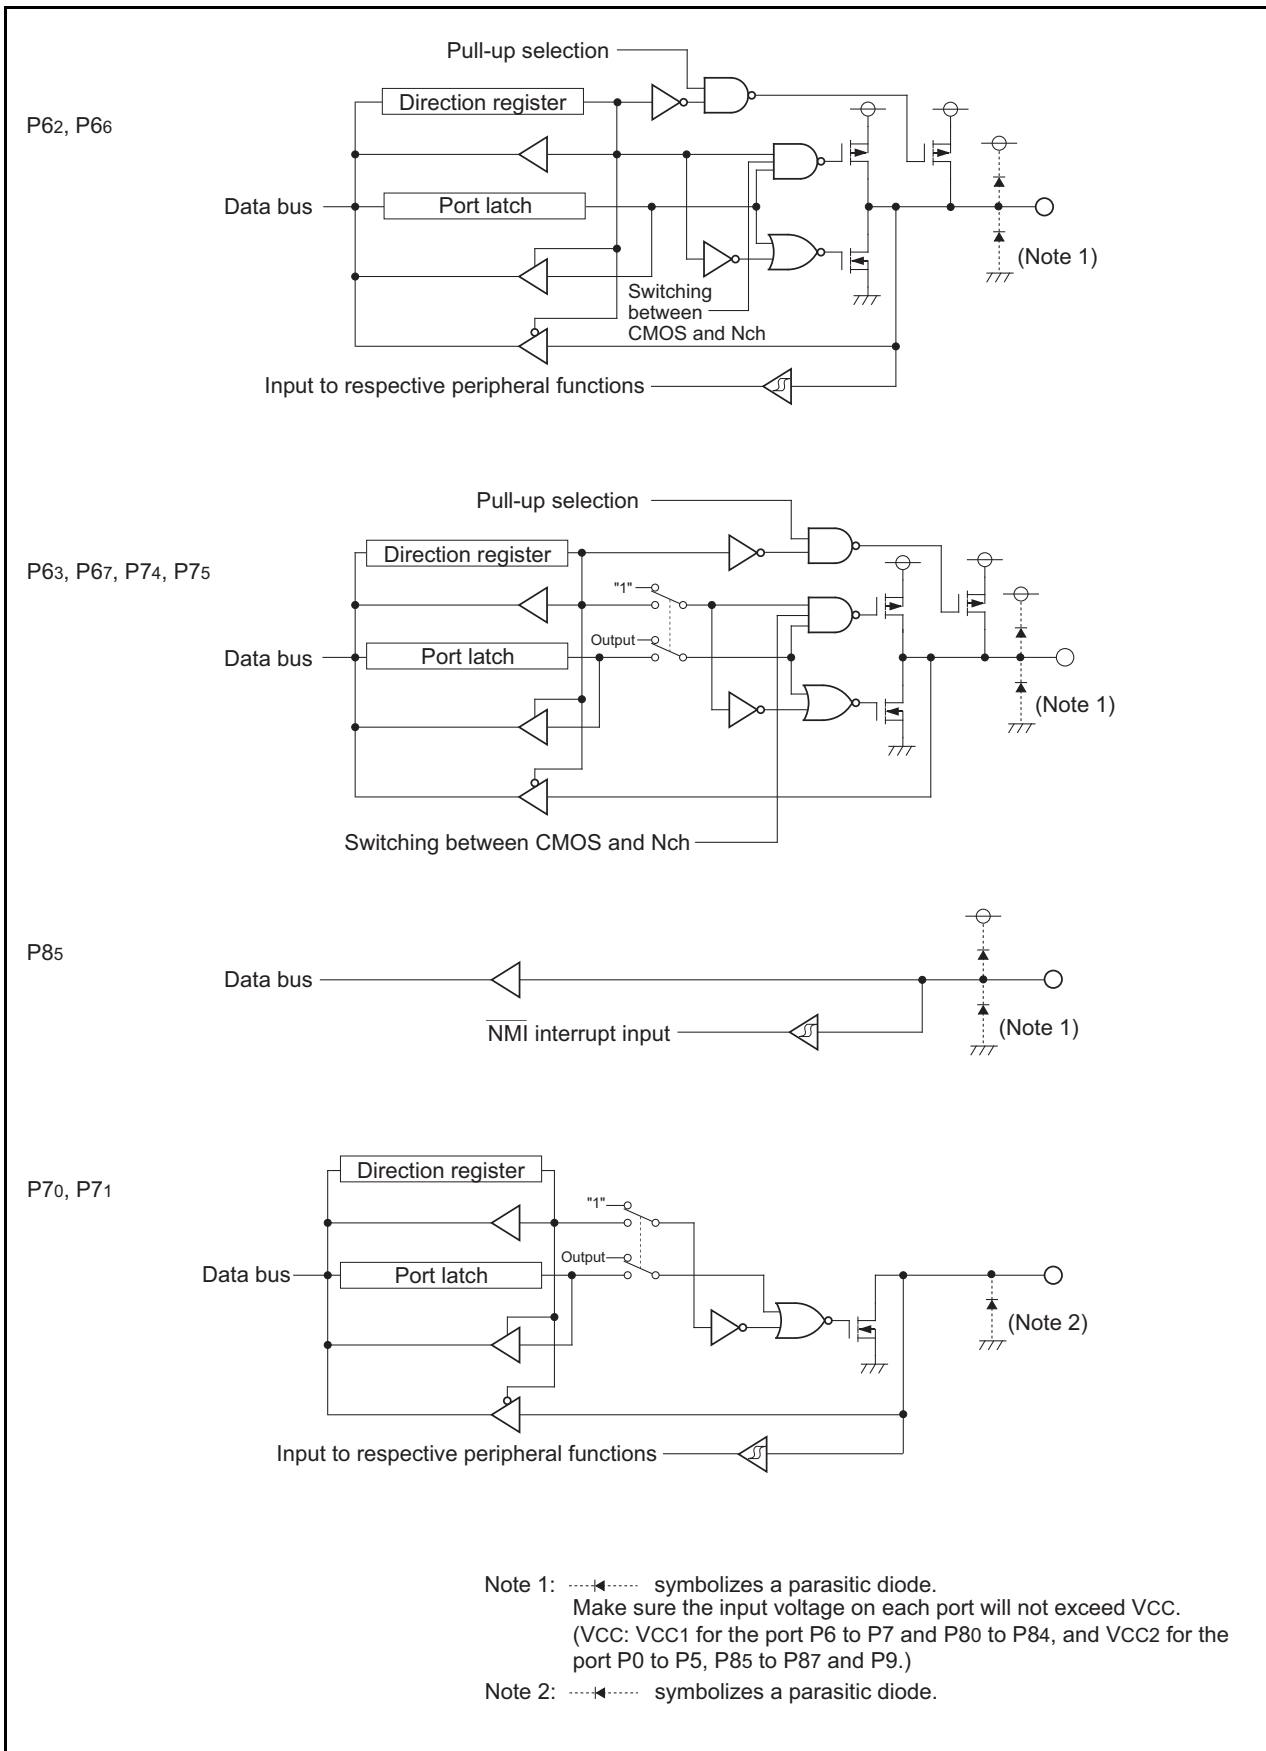 Pull-up selection
Direction register
P62, P66
Data bus
Port latch
(Note 1)
Switching
between
CMOS and Nch
Input to respective peripheral functions
Pull-up selection
Direction register
P63, P67, P74, P75
"1"
Output
Data bus
Port latch
(Note 1)
Switching between CMOS and Nch
P85
Data bus
NMI interrupt input
(Note 1)
Direction register
P70, P71
"1"
Output
Data bus
Port latch
(Note 2)
Input to respective peripheral functions
Note 1: symbolizes a parasitic diode.
Make sure the input voltage on each port will not exceed VCC.
(VCC: VCC1 for the port P6 to P7 and P80 to P84, and VCC2 for the
port P0 to P5, P85 to P87 and P9.)
Note 2: symbolizes a parasitic diode.